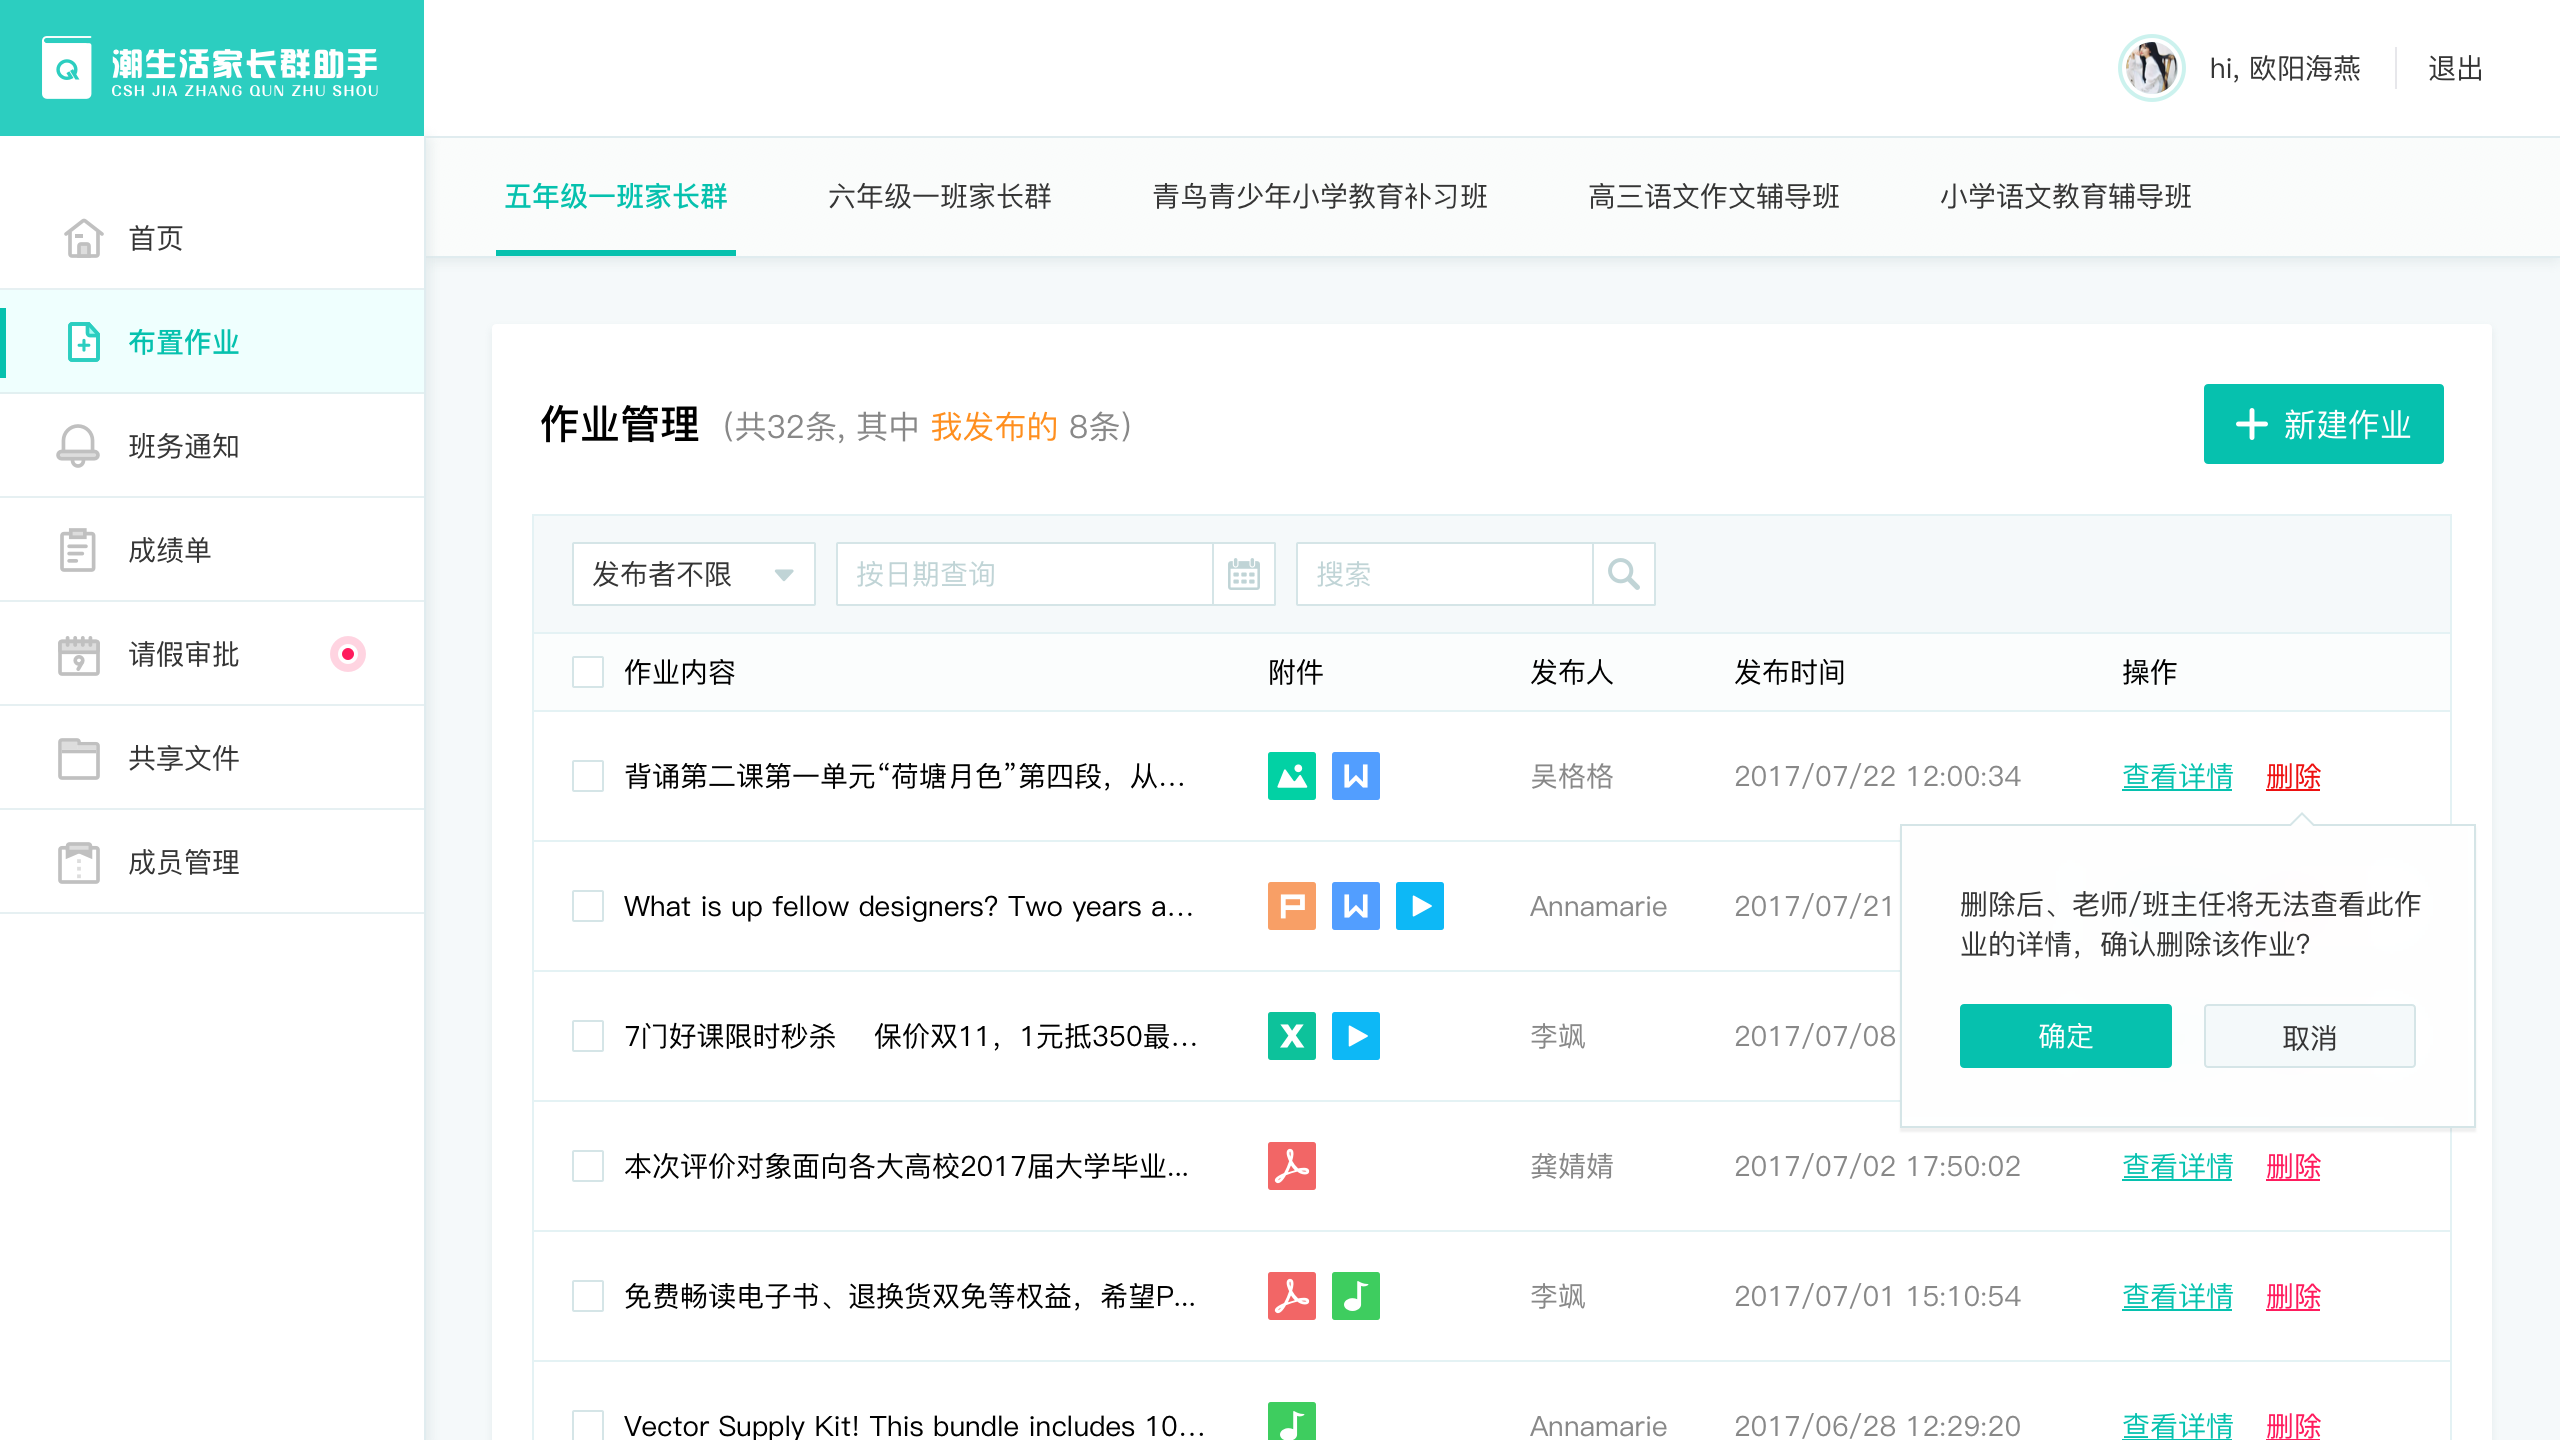 潮生活家长群助手
CSH JIA ZHANG QUN ZHU SHOU
hi, 欧阳海燕
退出
首页
布置作业
班务通知
成绩单
请假审批
共享文件
成员管理
五年级一班家长群
六年级一班家长群
青鸟青少年小学教育补习班
高三语文作文辅导班
小学语文教育辅导班
作业管理（共32条, 其中 我发布的 8条）
新建作业
发布者不限
按日期查询
搜索
作业内容 附件 发布人 发布时间 操作
背诵第二课第一单元“荷塘月色”第四段，从... W 吴格格 2017/07/22 12:00:34 查看详情 删除
What is up fellow designers? Two years a... P W Annamarie 2017/07/21
7门好课限时秒杀 保价双11，1元抵350最... X 李飒 2017/07/08
删除后、老师/班主任将无法查看此作
业的详情，确认删除该作业？
确定 取消
本次评价对象面向各大高校2017届大学毕业... 龚婧婧 2017/07/02 17:50:02 查看详情 删除
免费畅读电子书、退换货双免等权益，希望P... 李飒 2017/07/01 15:10:54 查看详情 删除
Vector Supply Kit! This bundle includes 10... Annamarie 2017/06/28 12:29:20 查看详情 删除